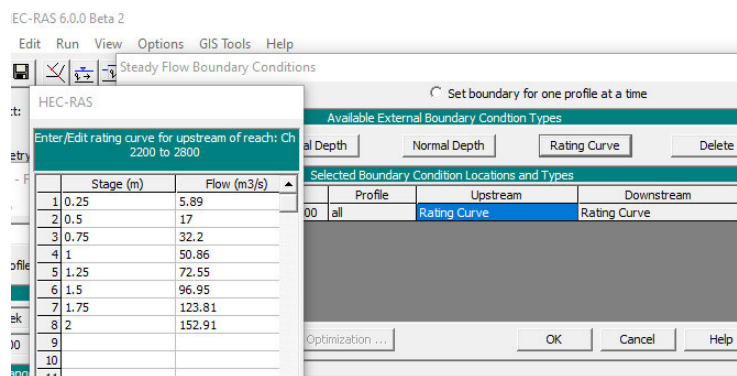 HEC-RAS 6.0.0 Beta 2
Edit Run View Options GIS Tools Help
Steady Flow Boundary Conditions
Set boundary for one profile at a time
HEC-RAS
Available External Boundary Condtion Types
Enter/Edit rating curve for upstream of reach: Ch
2200 to 2800
al Depth Normal Depth Rating Curve Delete
Selected Boundary Condition Locations and Types
Profile Upstream Downstream
00 all Rating Curve Rating Curve
Stage (m) Flow (m3/s)
1 0.25 5.89
2 0.5 17
3 0.75 32.2
4 1 50.86
5 1.25 72.55
6 1.5 96.95
7 1.75 123.81
8 2 152.91
9
10
Optimization ... OK Cancel Help